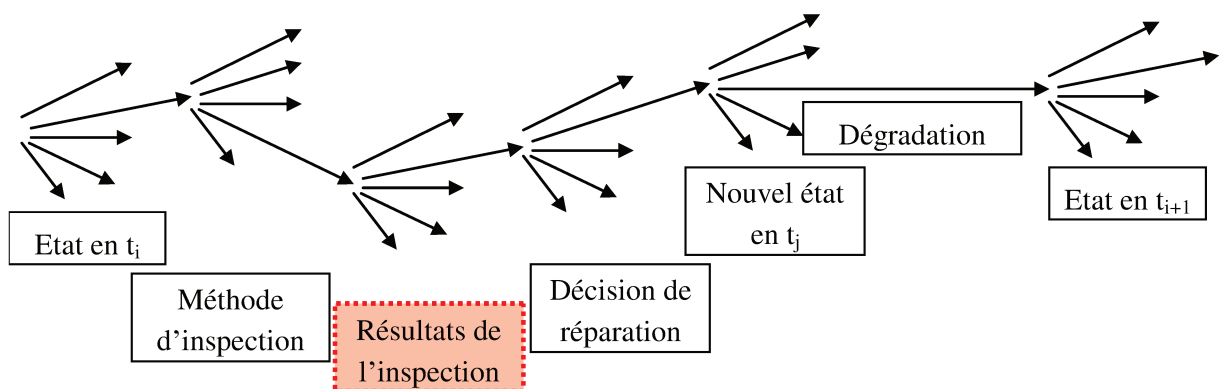 Etat en tᵢ
Méthode
d’inspection
Résultats de
l’inspection
Décision de
réparation
Nouvel état
en tⱼ
Dégradation
Etat en tᵢ₊₁